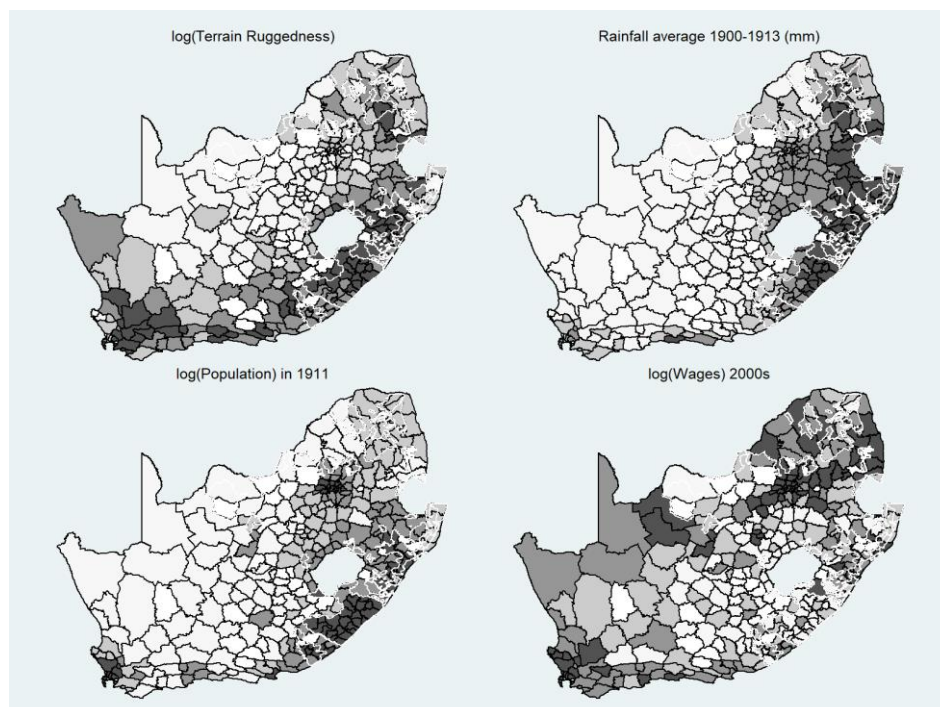 log(Terrain Ruggedness)
Rainfall average 1900-1913 (mm)
log(Population) in 1911
log(Wages) 2000s